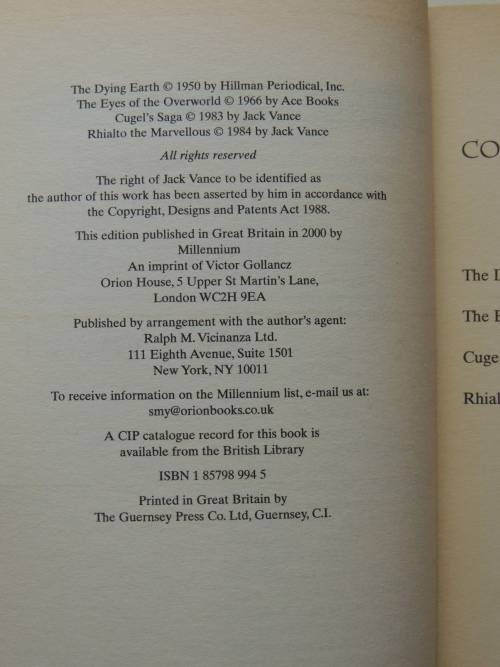 The Dying Earth © 1950 by Hillman Periodical, Inc.
The Eyes of the Overworld © 1966 by Ace Books
Cugel's Saga © 1983 by Jack Vance
Rhialto the Marvellous © 1984 by Jack Vance
All rights reserved
The right of Jack Vance to be identified as
the author of this work has been asserted by him in accordance with
the Copyright, Designs and Patents Act 1988.
This edition published in Great Britain in 2000 by
Millennium
An imprint of Victor Gollancz
Orion House, 5 Upper St Martin's Lane,
London WC2H 9EA
Published by arrangement with the author's agent:
Ralph M. Vicinanza Ltd.
111 Eighth Avenue, Suite 1501
New York, NY 10011
To receive information on the Millennium list, e-mail us at:
smy@orionbooks.co.uk
A CIP catalogue record for this book is
available from the British Library
ISBN 1 85798 994 5
Printed in Great Britain by
The Guernsey Press Co. Ltd, Guernsey, C.I.
CO
The D
The E
Cuge
Rhial